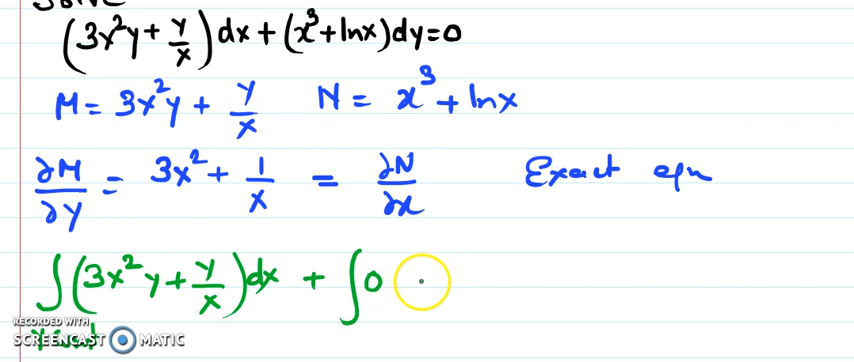 (3x²y + y/x) dx + (x³ + ln x) dy = 0
M = 3x²y + y/x N = x³ + ln x
∂M/∂y = 3x² + 1/x = ∂N/∂x Exact eqn
∫(3x²y + y/x) dx + ∫0
RECORDED WITH
SCREENCAST MATIC